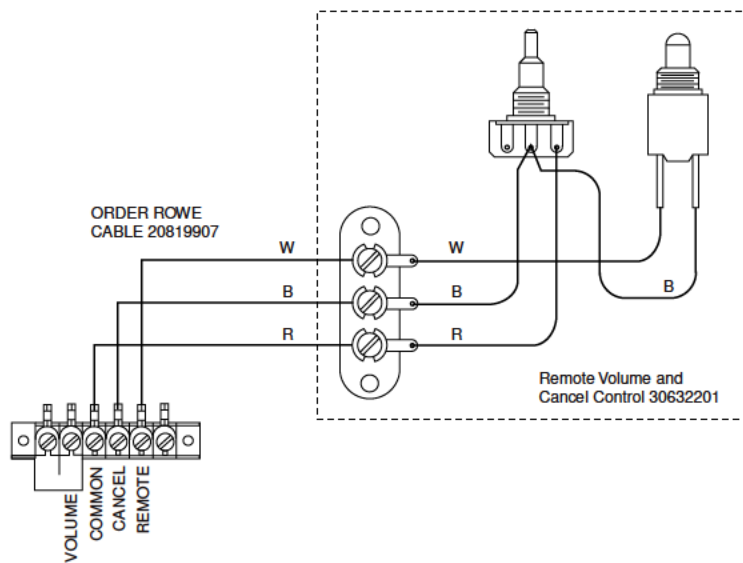 ORDER ROWE
CABLE 20819907
W
B
R
W
B
R
B
Remote Volume and
Cancel Control 30632201
VOLUME
COMMON
CANCEL
REMOTE